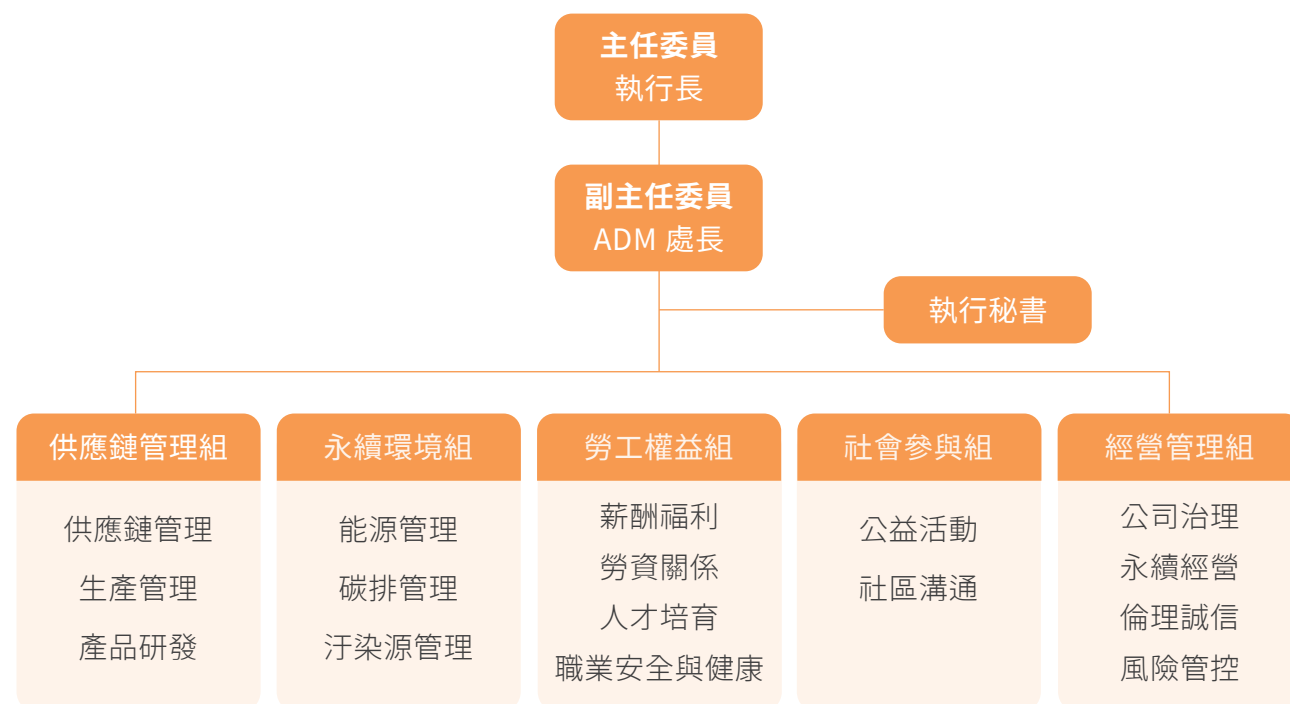 主任委員
執行長
副主任委員
ADM 處長
執行秘書
供應鏈管理組
供應鏈管理
生產管理
產品研發
永續環境組
能源管理
碳排管理
汙染源管理
勞工權益組
薪酬福利
勞資關係
人才培育
職業安全與健康
社會參與組
公益活動
社區溝通
經營管理組
公司治理
永續經營
倫理誠信
風險管控